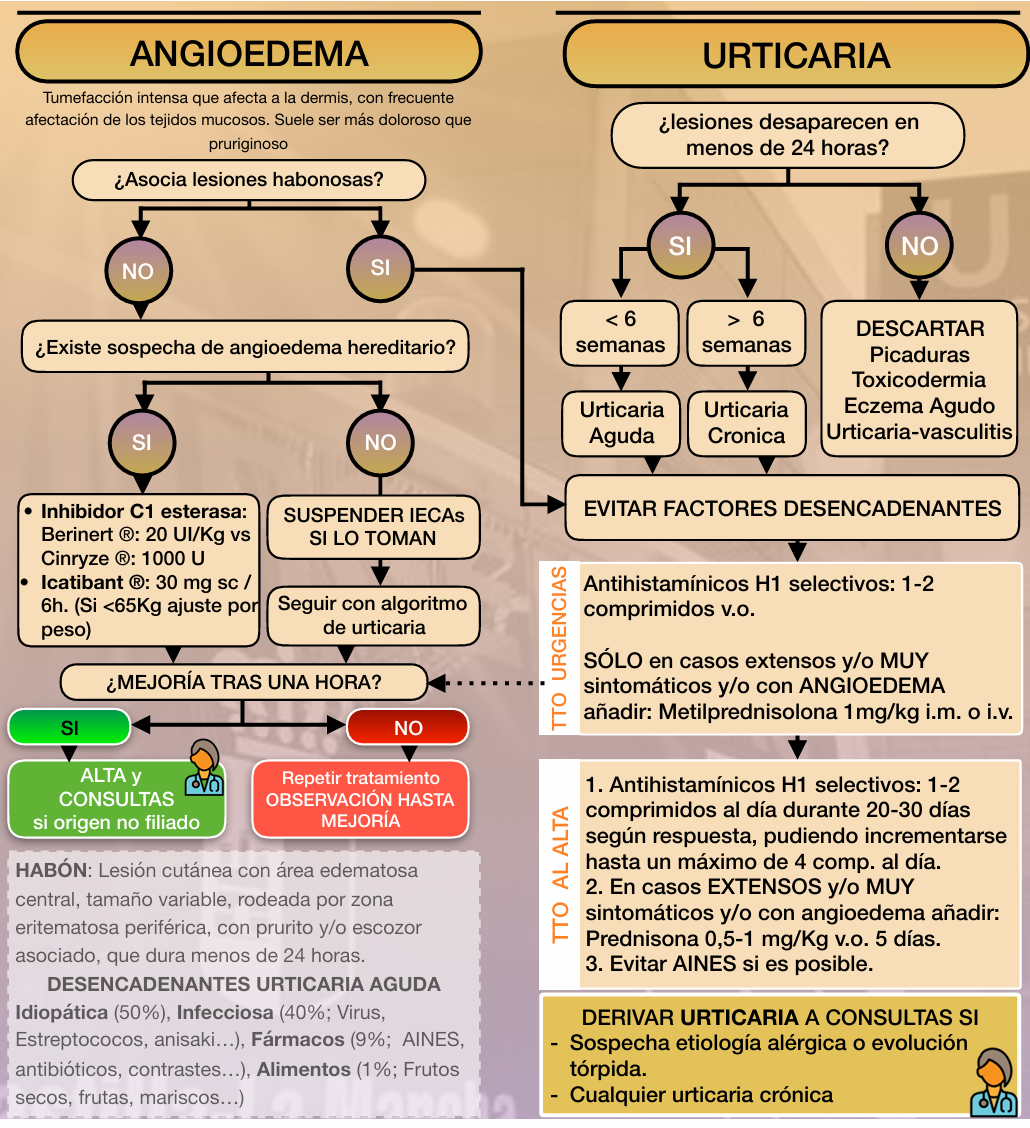 ANGIOEDEMA
Tumefacción intensa que afecta a la dermis, con frecuente
afectación de los tejidos mucosos. Suele ser más doloroso que
pruriginoso
¿Asocia lesiones habonosas?
NO
SI
¿Existe sospecha de angioedema hereditario?
SI
NO
• Inhibidor C1 esterasa:
Berinert ®: 20 UI/Kg vs
Cinryze ®: 1000 U
• Icatibant ®: 30 mg sc /
6h. (Si <65Kg ajuste por
peso)
SUSPENDER IECAs
SI LO TOMAN
Seguir con algoritmo
de urticaria
¿MEJORÍA TRAS UNA HORA?
SI
NO
ALTA y
CONSULTAS
si origen no filiado
Repetir tratamiento
OBSERVACIÓN HASTA
MEJORÍA
HABÓN: Lesión cutánea con área edematosa
central, tamaño variable, rodeada por zona
eritematosa periférica, con prurito y/o escozor
asociado, que dura menos de 24 horas.
DESENCADENANTES URTICARIA AGUDA
Idiopática (50%), Infecciosa (40%; Virus,
Estreptococos, anisaki…), Fármacos (9%; AINES,
antibióticos, contrastes…), Alimentos (1%; Frutos
secos, frutas, mariscos…)
URTICARIA
¿lesiones desaparecen en
menos de 24 horas?
SI
NO
< 6
semanas
> 6
semanas
Urticaria
Aguda
Urticaria
Cronica
DESCARTAR
Picaduras
Toxicodermia
Eczema Agudo
Urticaria-vasculitis
EVITAR FACTORES DESENCADENANTES
TTO URGENCIAS
Antihistamínicos H1 selectivos: 1-2
comprimidos v.o.
SÓLO en casos extensos y/o MUY
sintomáticos y/o con ANGIOEDEMA
añadir: Metilprednisolona 1mg/kg i.m. o i.v.
TTO AL ALTA
1. Antihistamínicos H1 selectivos: 1-2
comprimidos al día durante 20-30 días
según respuesta, pudiendo incrementarse
hasta un máximo de 4 comp. al día.
2. En casos EXTENSOS y/o MUY
sintomáticos y/o con angioedema añadir:
Prednisona 0,5-1 mg/Kg v.o. 5 días.
3. Evitar AINES si es posible.
DERIVAR URTICARIA A CONSULTAS SI
- Sospecha etiología alérgica o evolución
tórpida.
- Cualquier urticaria crónica